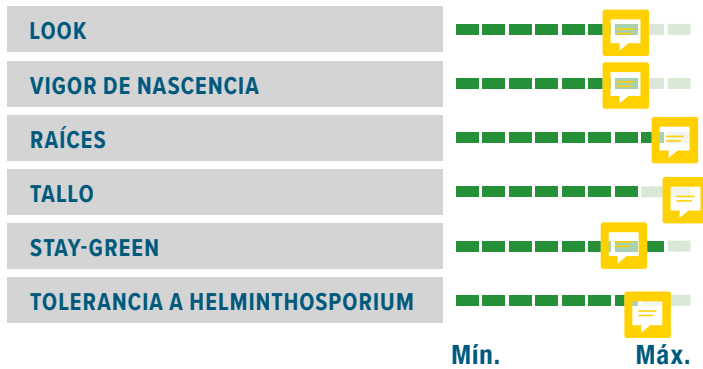 LOOK
VIGOR DE NASCENCIA
RAÍCES
TALLO
STAY-GREEN
TOLERANCIA A HELMINTHOSPORIUM
Mín. Máx.